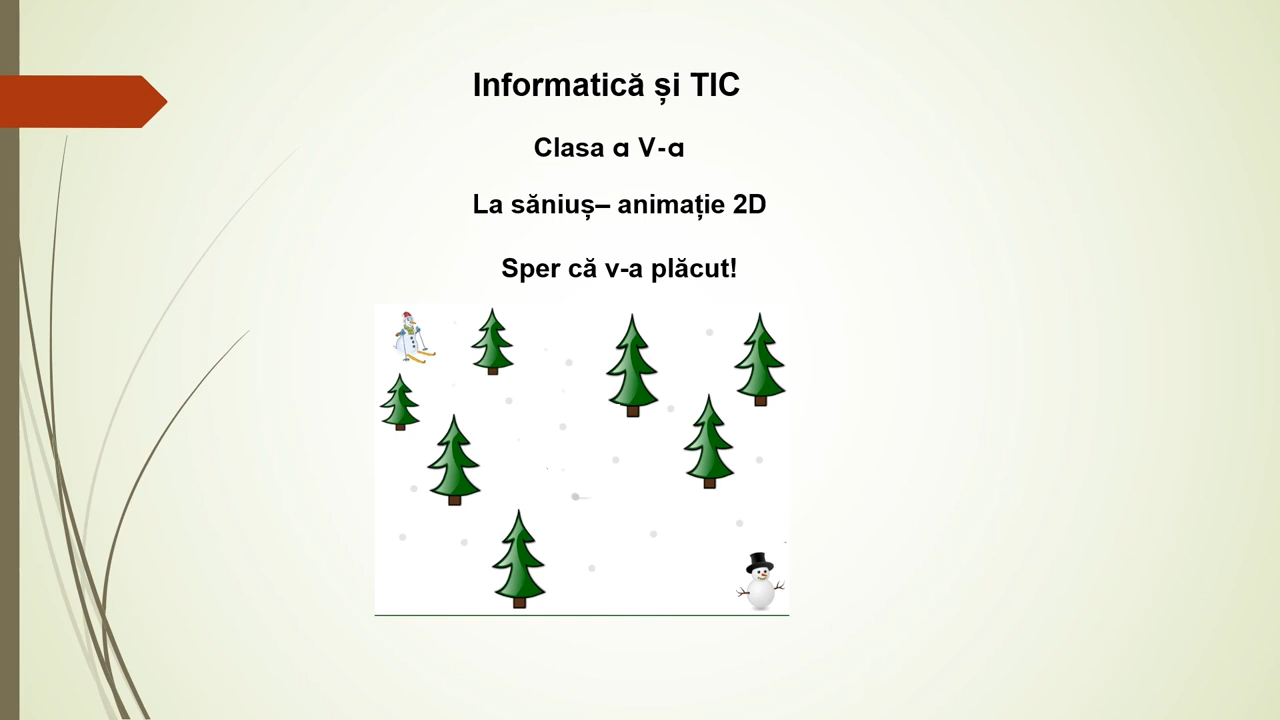 Informatică și TIC
Clasa a V-a
La săniuș– animație 2D
Sper că v-a plăcut!